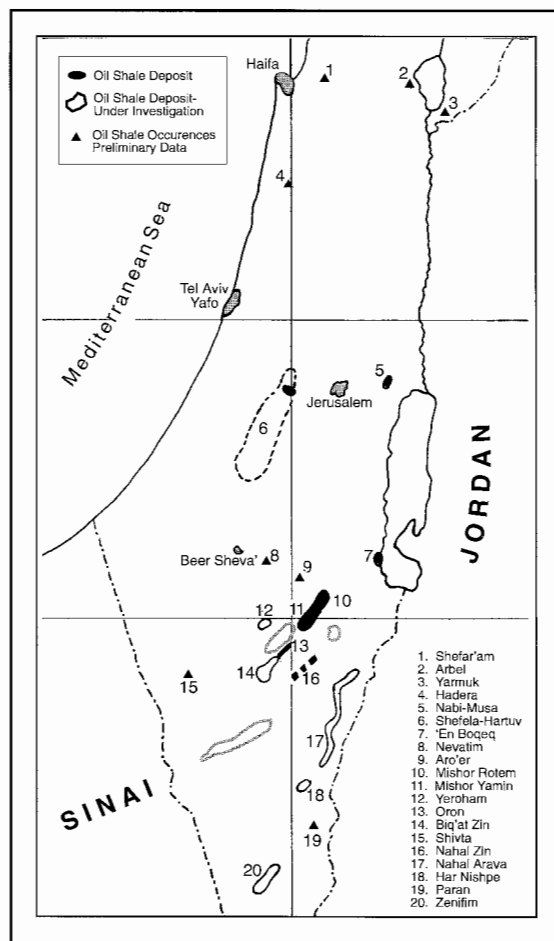 Oil Shale Deposit
Oil Shale Deposit-
Under Investigation
Oil Shale Occurences
Preliminary Data
Haifa
1
2
3
4
Mediterranean Sea
Tel Aviv
Yafo
5
Jerusalem
6
JORDAN
Beer Sheva'
8
7
9
10
11
12
13
14
15
16
17
18
19
20
SINAI
1. Shefar'am
2. Arbel
3. Yarmuk
4. Hadera
5. Nabi-Musa
6. Shefela-Hartuv
7. 'En Boqeq
8. Nevatim
9. Aro'er
10. Mishor Rotem
11. Mishor Yamin
12. Yeroham
13. Oron
14. Biq'at Zin
15. Shivta
16. Nahal Zin
17. Nahal Arava
18. Har Nishpe
19. Paran
20. Zenifim